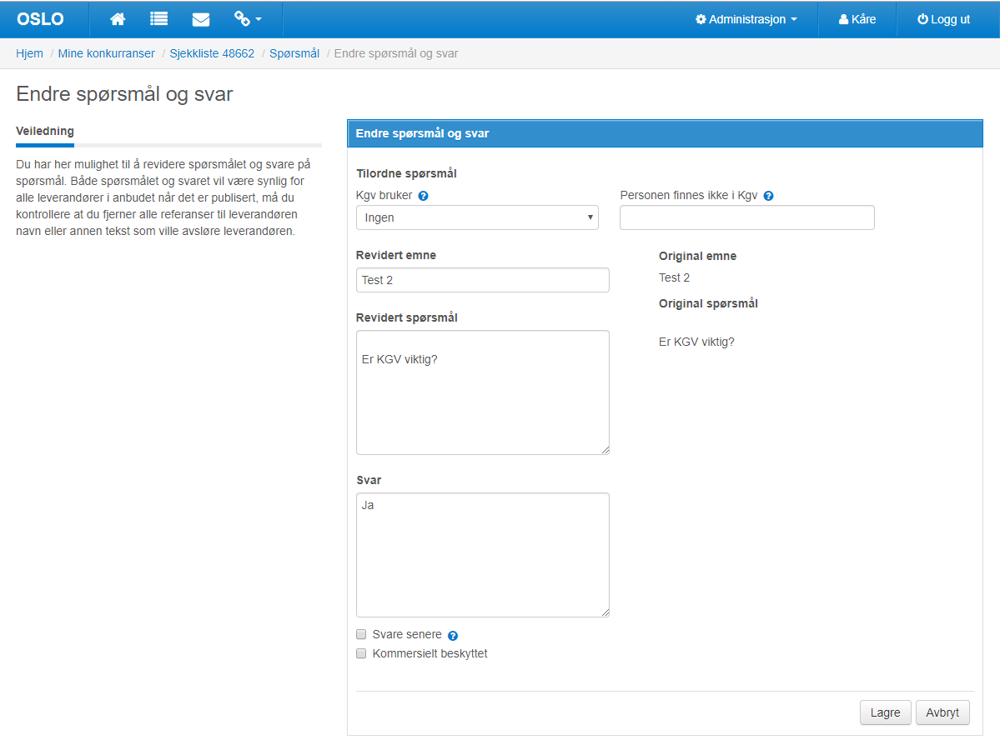 OSLO Administrasjon Kåre Logg ut
Hjem / Mine konkurranser / Sjekkliste 48662 / Spørsmål / Endre spørsmål og svar
Endre spørsmål og svar
Veiledning
Du har her mulighet til å revidere spørsmålet og svare på
spørsmål. Både spørsmålet og svaret vil være synlig for
alle leverandører i anbudet når det er publisert, må du
kontrollere at du fjerner alle referanser til leverandøren
navn eller annen tekst som ville avsløre leverandøren.
Endre spørsmål og svar
Tilordne spørsmål
Kgv bruker ?
Personen finnes ikke i Kgv ?
Ingen
Revidert emne
Test 2
Original emne
Test 2
Original spørsmål
Er KGV viktig?
Revidert spørsmål
Er KGV viktig?
Svar
Ja
Svare senere ?
Kommersielt beskyttet
Lagre Avbryt